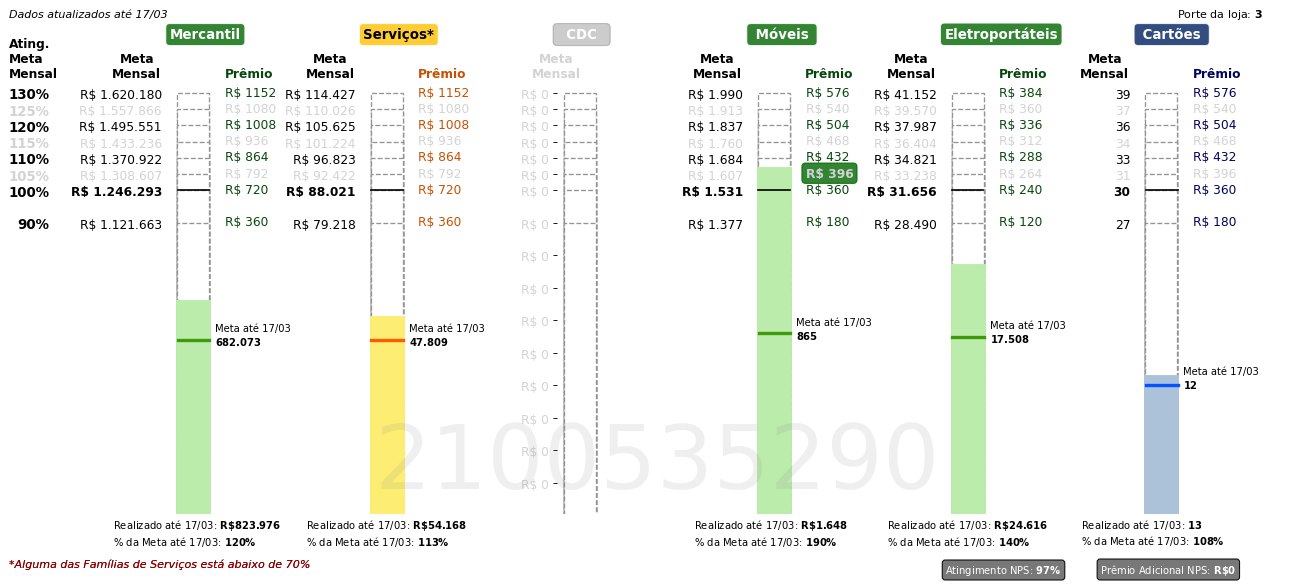 Dados atualizados até 17/03
Porte da loja: 3
Mercantil Serviços* CDC Móveis Eletroportáteis Cartões
Ating.
Meta Meta Meta Meta Meta Meta Meta
Mensal Mensal Prêmio Mensal Prêmio Mensal Mensal Prêmio Mensal Prêmio Mensal Prêmio
130% R$ 1.620.180 R$ 1152 R$ 114.427 R$ 1152 R$ 0 R$ 1.990 R$ 576 R$ 41.152 R$ 384 39 R$ 576
125% R$ 1.557.866 R$ 1080 R$ 110.026 R$ 1080 R$ 0 R$ 1.913 R$ 540 R$ 39.570 R$ 360 37 R$ 540
120% R$ 1.495.551 R$ 1008 R$ 105.625 R$ 1008 R$ 0 R$ 1.837 R$ 504 R$ 37.987 R$ 336 36 R$ 504
115% R$ 1.433.236 R$ 936 R$ 101.224 R$ 936 R$ 0 R$ 1.760 R$ 468 R$ 36.404 R$ 312 34 R$ 468
110% R$ 1.370.922 R$ 864 R$ 96.823 R$ 864 R$ 0 R$ 1.684 R$ 432 R$ 34.821 R$ 288 33 R$ 432
105% R$ 1.308.607 R$ 792 R$ 92.422 R$ 792 R$ 0 R$ 1.607 R$ 396 R$ 33.238 R$ 264 31 R$ 396
100% R$ 1.246.293 R$ 720 R$ 88.021 R$ 720 R$ 0 R$ 1.531 R$ 360 R$ 31.656 R$ 240 30 R$ 360
90% R$ 1.121.663 R$ 360 R$ 79.218 R$ 360 R$ 0 R$ 1.377 R$ 180 R$ 28.490 R$ 120 27 R$ 180
R$ 0
R$ 0
R$ 0
R$ 0
R$ 0
R$ 0
R$ 0
R$ 0
Meta até 17/03
682.073
Meta até 17/03
47.809
Meta até 17/03
865
Meta até 17/03
17.508
Meta até 17/03
12
2100535290
Realizado até 17/03: R$823.976
% da Meta até 17/03: 120%
Realizado até 17/03: R$54.168
% da Meta até 17/03: 113%
Realizado até 17/03: R$1.648
% da Meta até 17/03: 190%
Realizado até 17/03: R$24.616
% da Meta até 17/03: 140%
Realizado até 17/03: 13
% da Meta até 17/03: 108%
*Alguma das Famílias de Serviços está abaixo de 70%
Atingimento NPS: 97%
Prêmio Adicional NPS: R$0